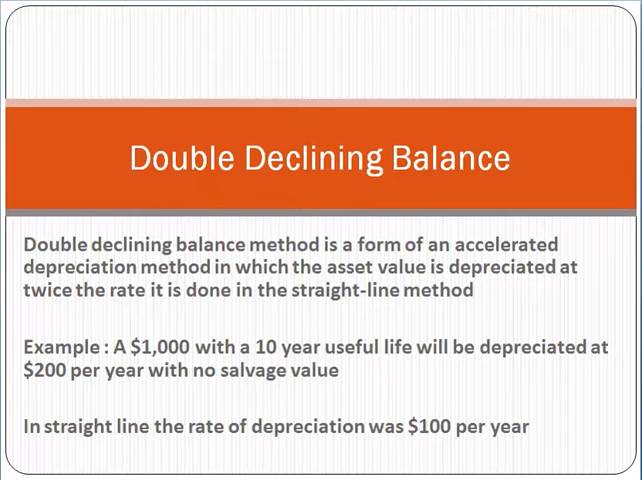 Double Declining Balance
Double declining balance method is a form of an accelerated
depreciation method in which the asset value is depreciated at
twice the rate it is done in the straight-line method
Example : A $1,000 with a 10 year useful life will be depreciated at
$200 per year with no salvage value
In straight line the rate of depreciation was $100 per year